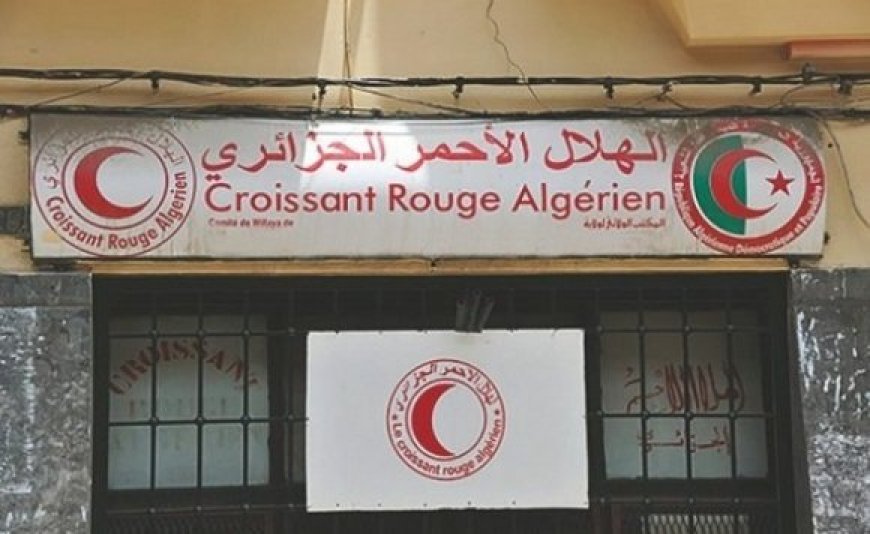 الهلال الأحمر الجزائري
Croissant Rouge Algérien
Comité de Willaya de
المكتب الولائي لولاية
Croissant Rouge Algérien
الهلال الأحمر الجزائري
• Le croissant rouge algérien •
CROISSANT